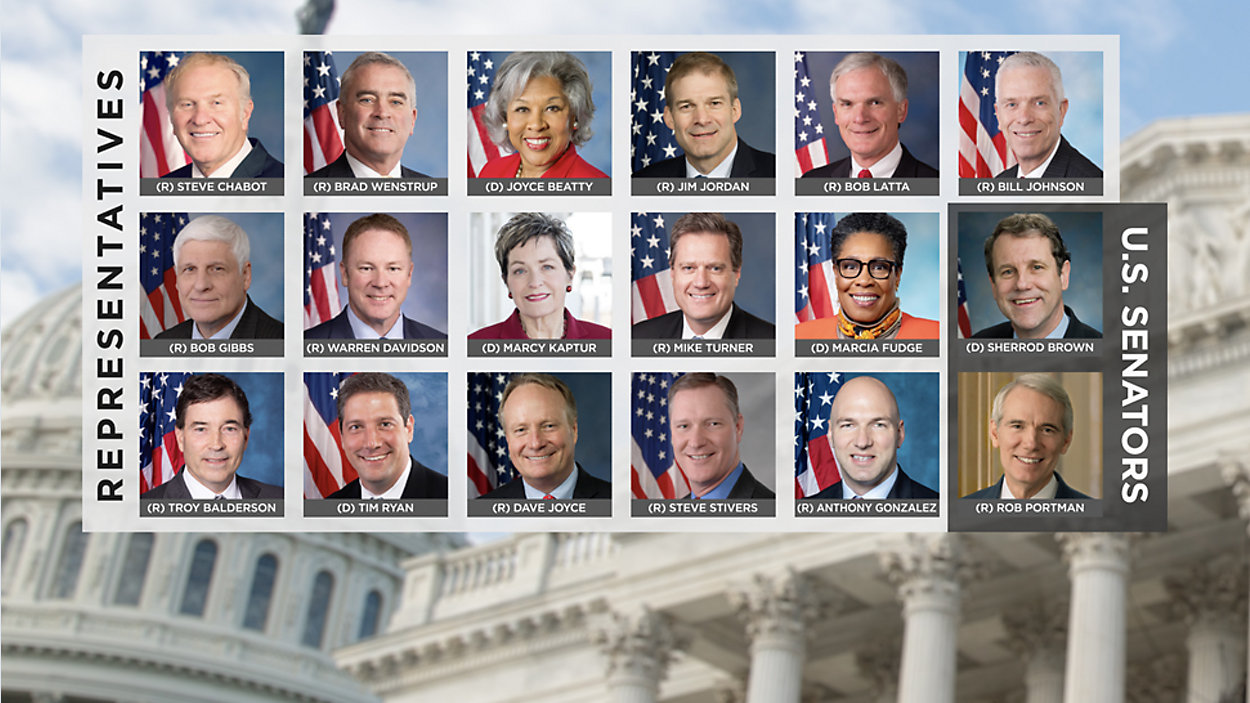 REPRESENTATIVES
(R) STEVE CHABOT
(R) BRAD WENSTRUP
(D) JOYCE BEATTY
(R) JIM JORDAN
(R) BOB LATTA
(R) BILL JOHNSON
(R) BOB GIBBS
(R) WARREN DAVIDSON
(D) MARCY KAPTUR
(R) MIKE TURNER
(D) MARCIA FUDGE
(R) TROY BALDERSON
(D) TIM RYAN
(R) DAVE JOYCE
(R) STEVE STIVERS
(R) ANTHONY GONZALEZ
U.S. SENATORS
(D) SHERROD BROWN
(R) ROB PORTMAN